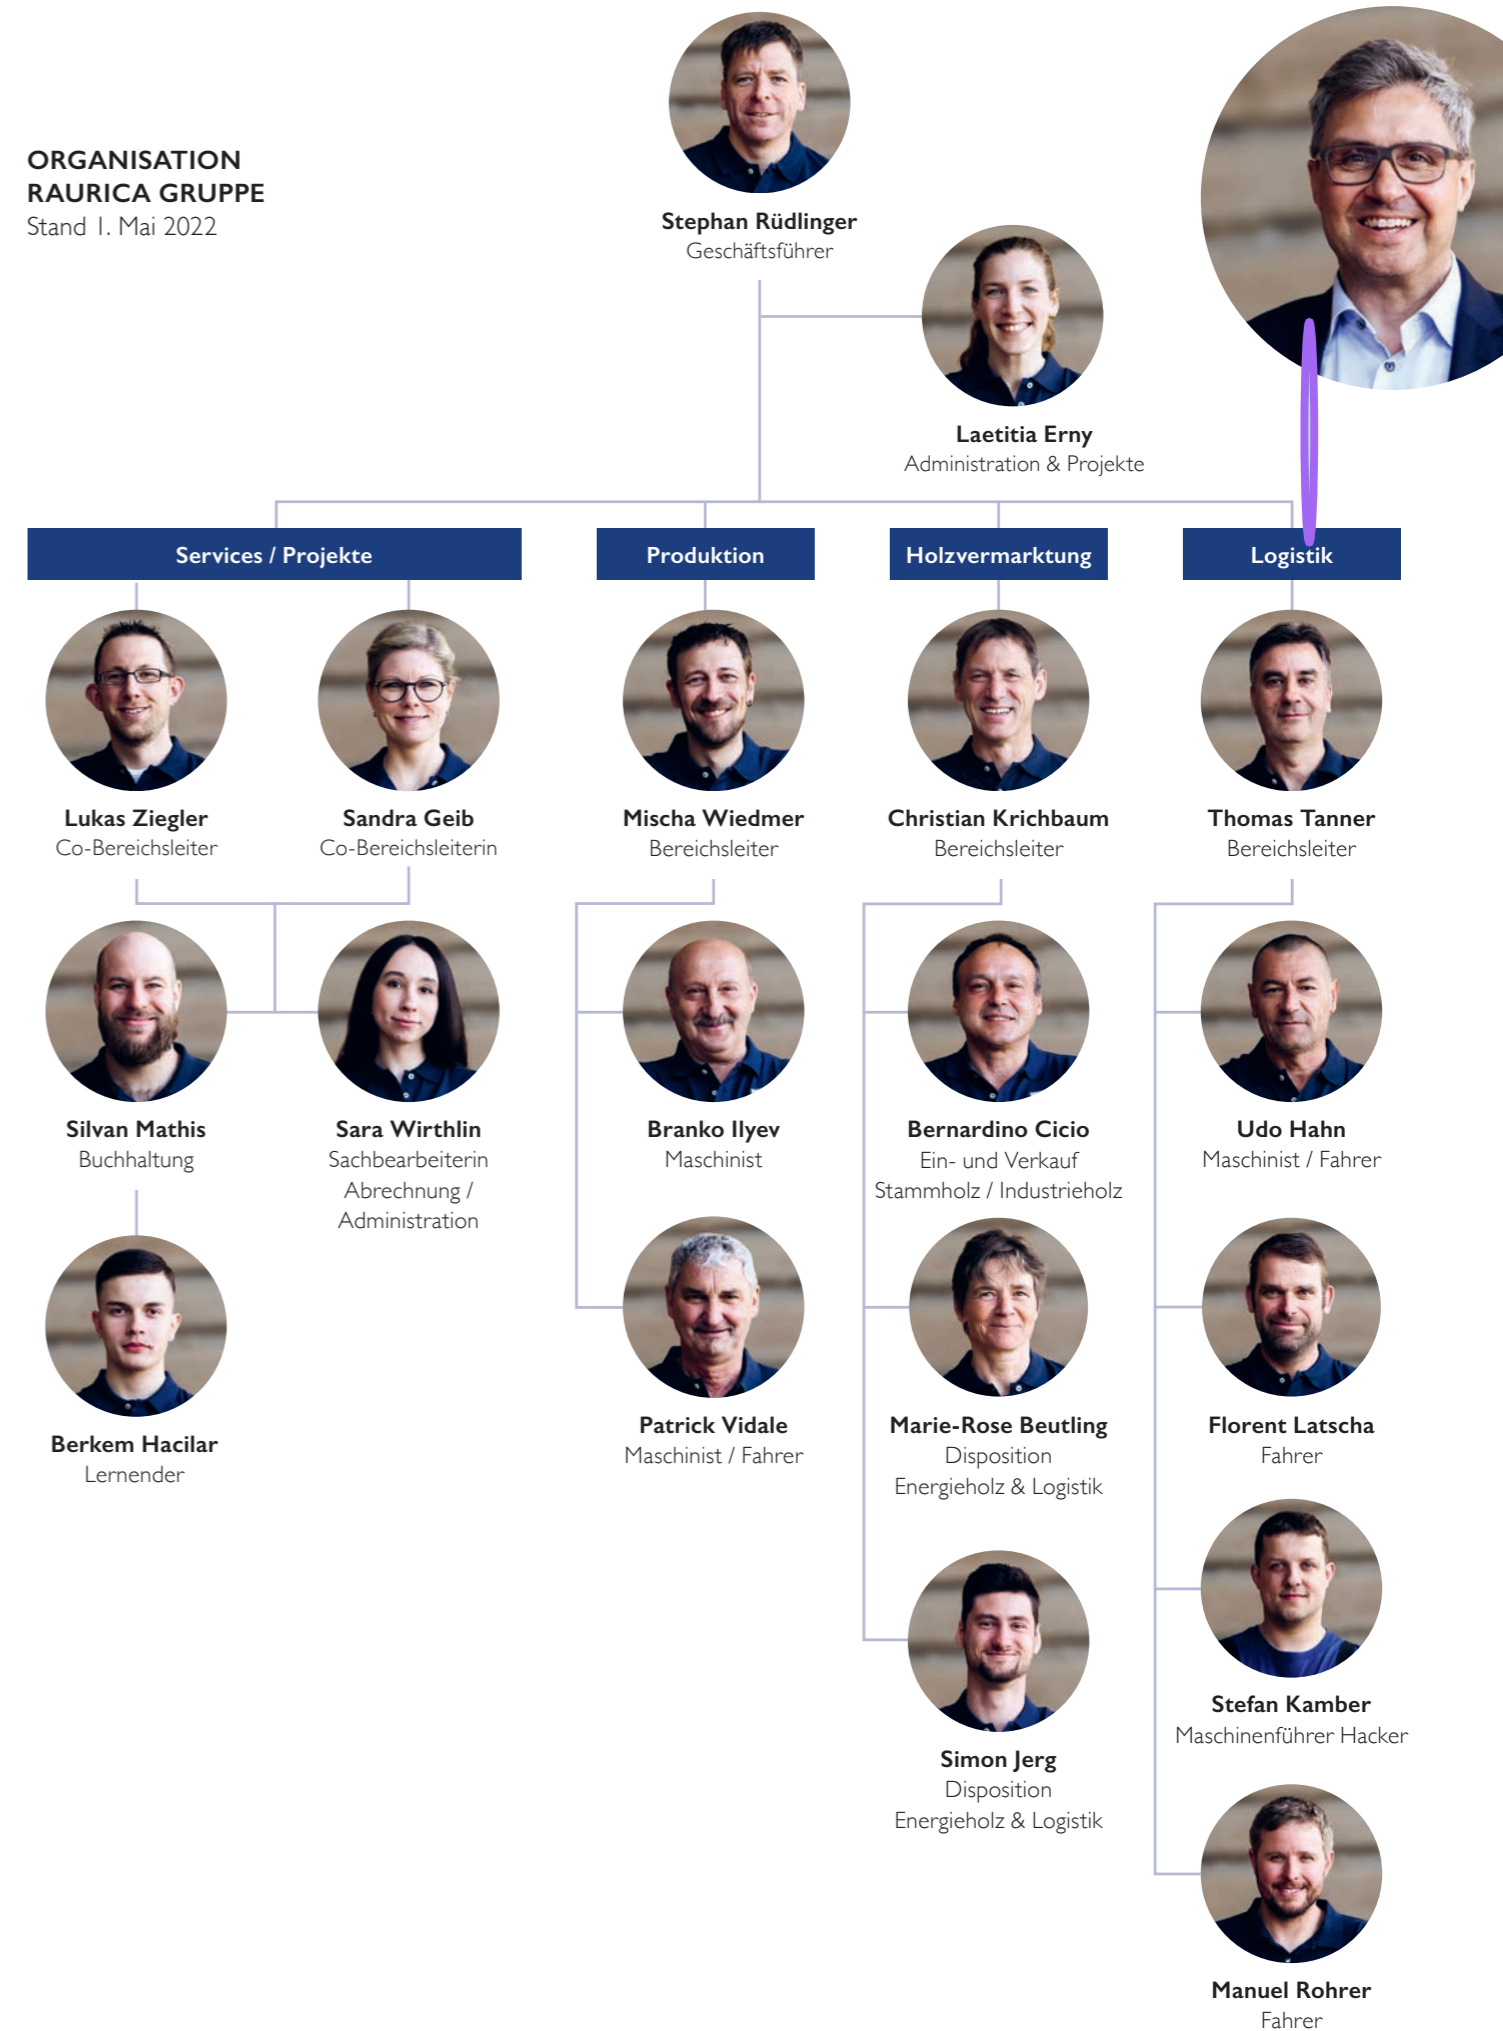 ORGANISATION
RAURICA GRUPPE
Stand 1. Mai 2022
Stephan Rüdlinger
Geschäftsführer
Laetitia Erny
Administration & Projekte
Services / Projekte
Produktion
Holzvermarktung
Logistik
Lukas Ziegler
Co-Bereichsleiter
Sandra Geib
Co-Bereichsleiterin
Mischa Wiedmer
Bereichsleiter
Christian Krichbaum
Bereichsleiter
Thomas Tanner
Bereichsleiter
Silvan Mathis
Buchhaltung
Sara Wirthlin
Sachbearbeiterin
Abrechnung /
Administration
Branko Ilyev
Maschinist
Bernardino Cicio
Ein- und Verkauf
Stammholz / Industrieholz
Udo Hahn
Maschinist / Fahrer
Berkem Hacilar
Lernender
Patrick Vidale
Maschinist / Fahrer
Marie-Rose Beutling
Disposition
Energieholz & Logistik
Florent Latscha
Fahrer
Simon Jerg
Disposition
Energieholz & Logistik
Stefan Kamber
Maschinenführer Hacker
Manuel Rohrer
Fahrer